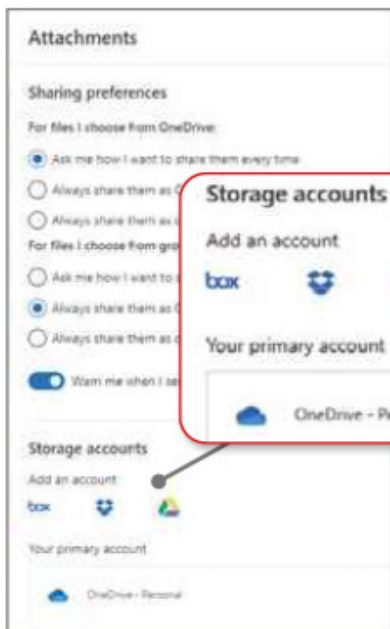 Attachments
Sharing preferences
For files I choose from OneDrive:
Ask me how I want to share them every time
Always share them as
Always share them as
For files I choose from gro
Ask me how I want to s
Always share them as
Always share them as
Warn me when I se
Storage accounts
Add an account
box
Your primary account
OneDrive - Personal
Storage accounts
Add an account
box
Your primary account
OneDrive - Pe